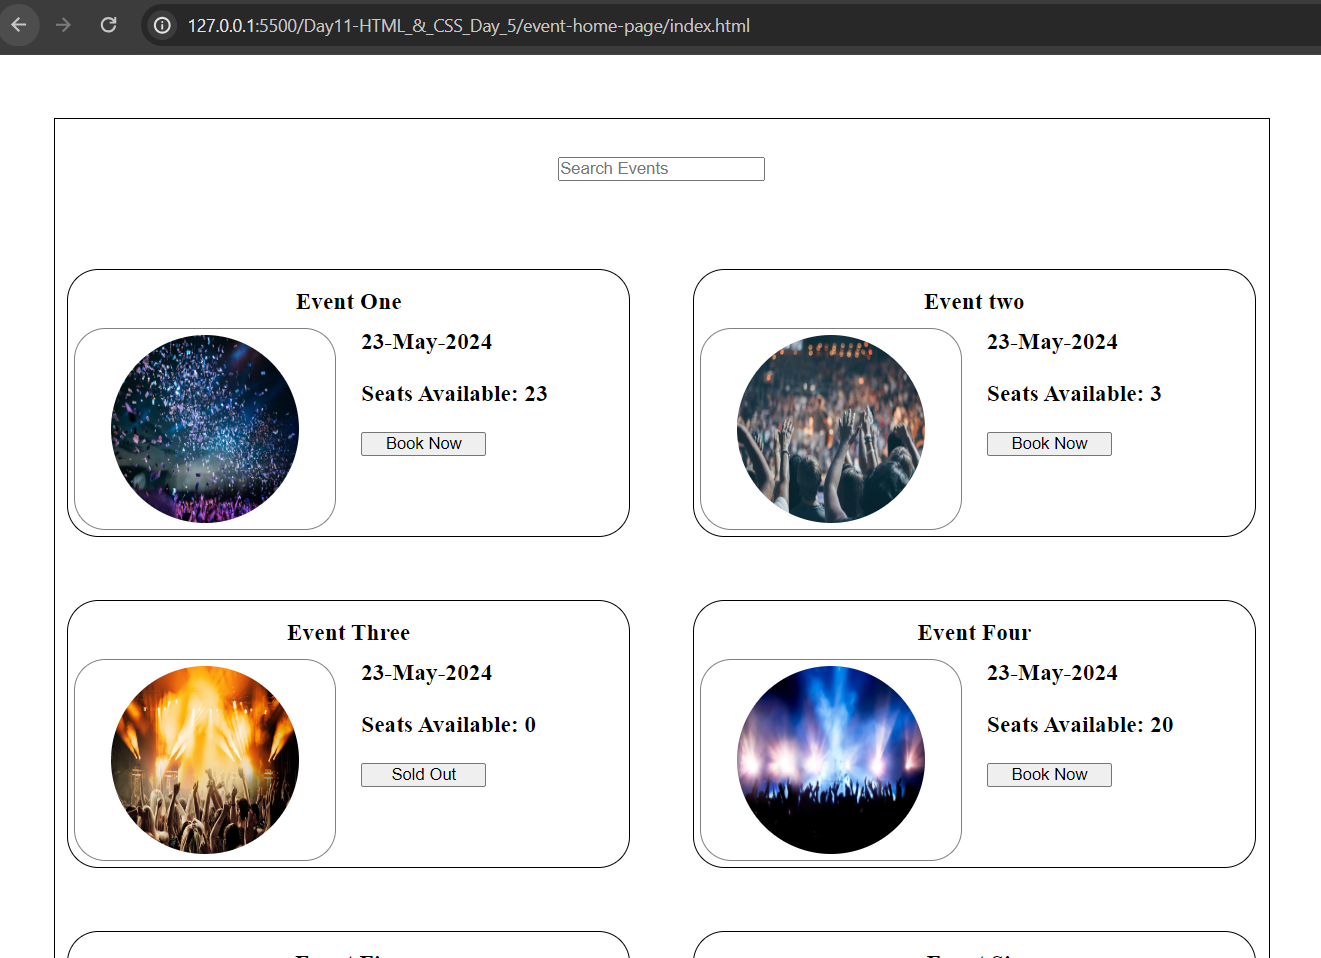 127.0.0.1:5500/Day11-HTML_&_CSS_Day_5/event-home-page/index.html
Search Events
Event One
23-May-2024
Seats Available: 23
Book Now
Event two
23-May-2024
Seats Available: 3
Book Now
Event Three
23-May-2024
Seats Available: 0
Sold Out
Event Four
23-May-2024
Seats Available: 20
Book Now
Event
Event